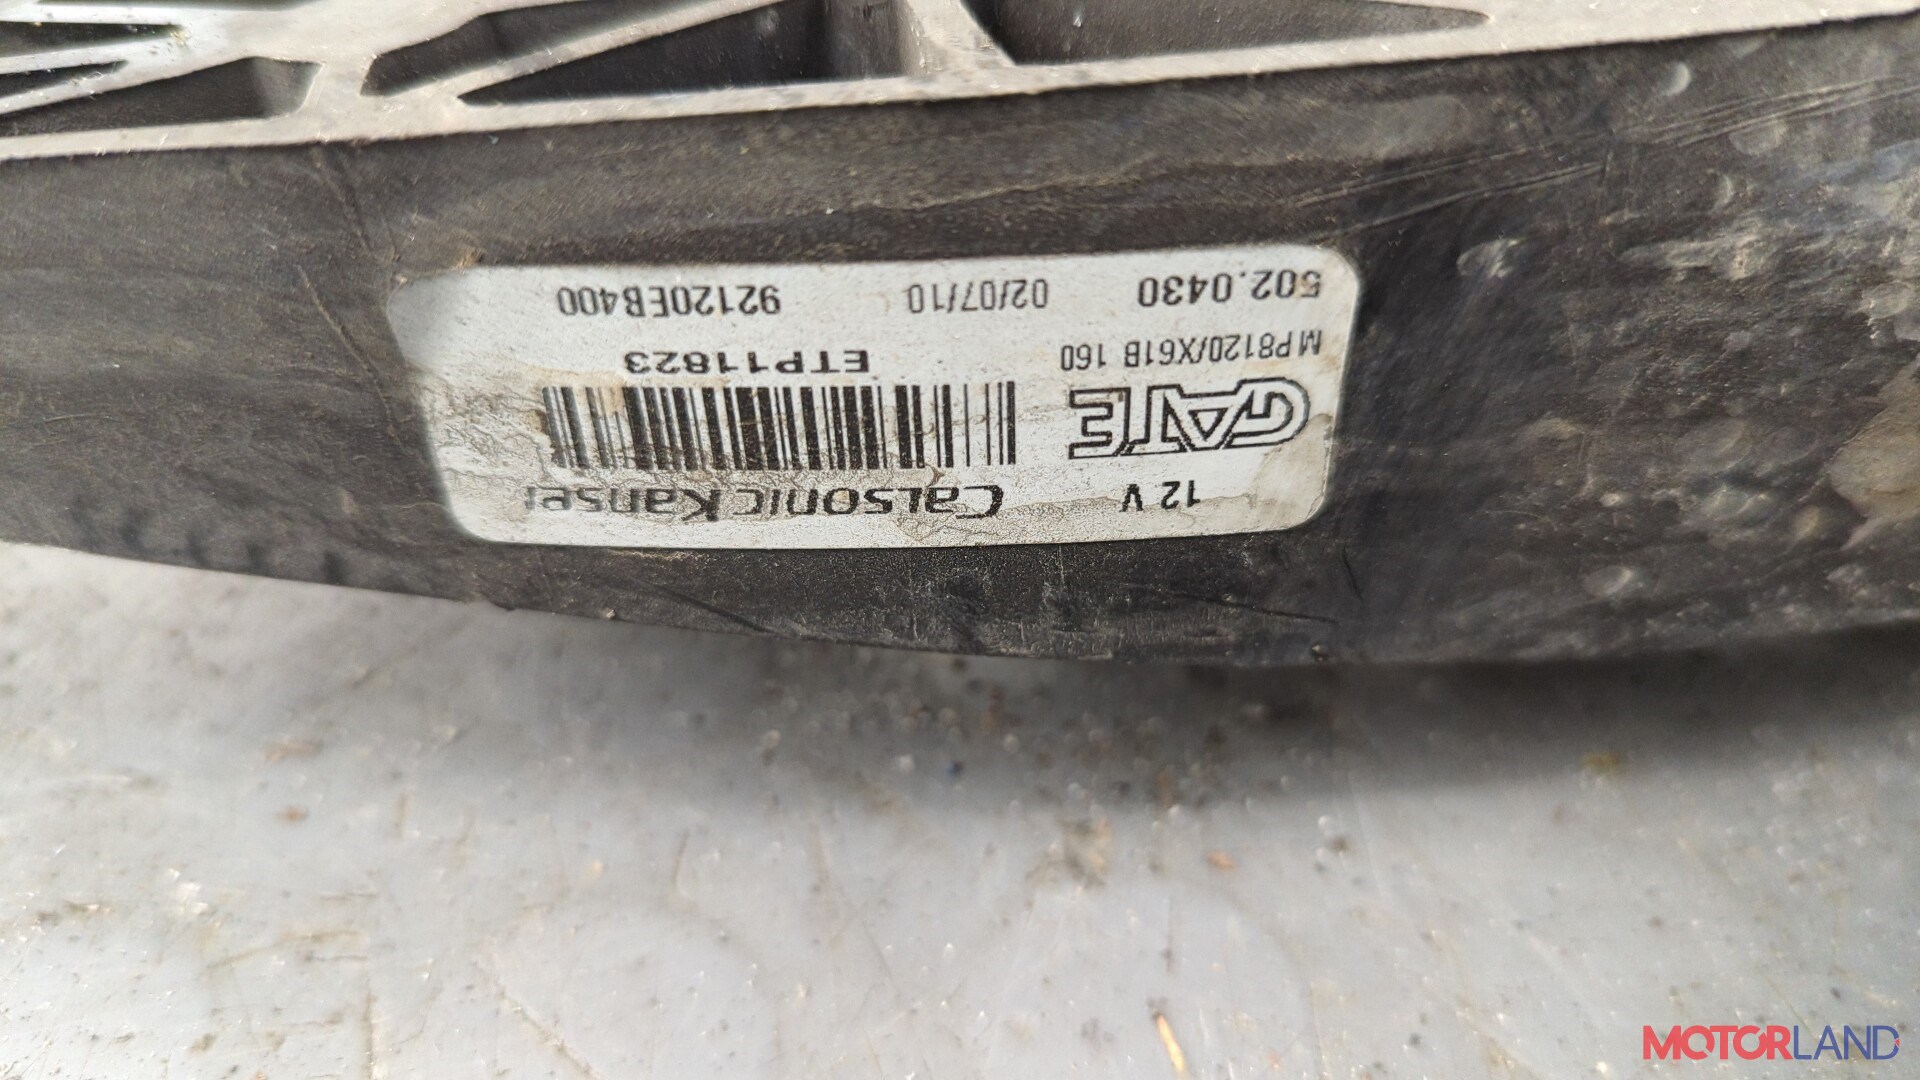 12 V CALSONIC Kansei
GATE
ETP11823
MP8120/X61B 160
502.0430 02/07/10 92120EB400
MOTORLAND